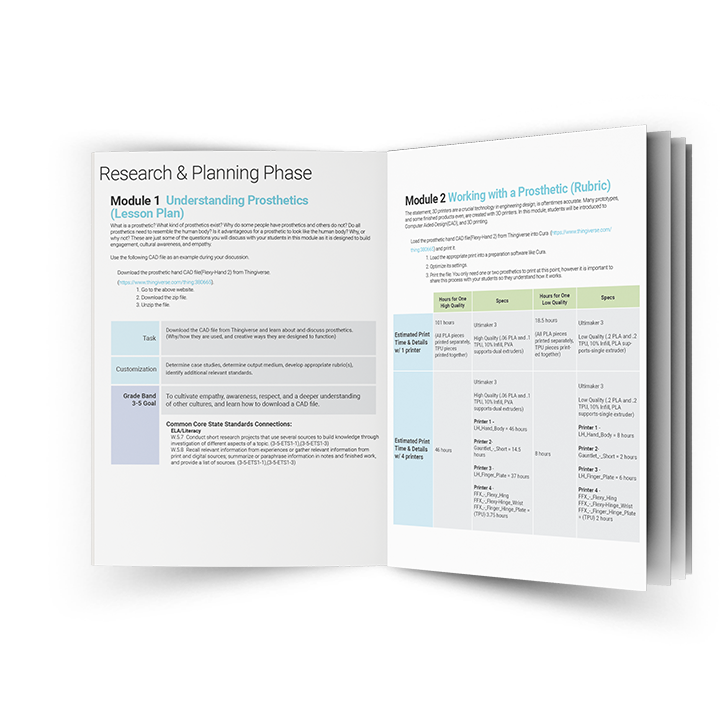 Research & Planning Phase
Module 1 Understanding Prosthetics
(Lesson Plan)
What is a prosthetic? What kind of prosthetics exist? Why do some people have prosthetics and others do not? Do all
prosthetics need to resemble the human body? Is it advantageous for a prosthetic to look like the human body? Why, or
why not? These are just some of the questions you will discuss with your students in this module as it is designed to build
engagement, cultural awareness, and empathy.
Use the following CAD file as an example during your discussion.
Download the prosthetic hand CAD file(Flexy-Hand 2) from Thingiverse.
(https://www.thingiverse.com/thing:380665).
1. Go to the above website.
2. Download the zip file.
3. Unzip the file.
Task
Download the CAD file from Thingiverse and learn about and discuss prosthetics.
(Why/how they are used, and creative ways they are designed to function)
Customization
Determine case studies, determine output medium, develop appropriate rubric(s),
identify additional relevant standards.
Grade Band
3-5 Goal
To cultivate empathy, awareness, respect, and a deeper understanding
of other cultures, and learn how to download a CAD file.
Common Core State Standards Connections:
ELA/Literacy
W.5.7 Conduct short research projects that use several sources to build knowledge through
investigation of different aspects of a topic. (3-5-ETS1-1),(3-5-ETS1-3)
W.5.8 Recall relevant information from experiences or gather relevant information from
print and digital sources; summarize or paraphrase information in notes and finished work,
and provide a list of sources. (3-5-ETS1-1),(3-5-ETS1-3)
Module 2 Working with a Prosthetic (Rubric)
The statement, 3D printers are a crucial technology in engineering design, is oftentimes accurate. Many prototypes,
and some finished products even, are created with 3D printers. In this module, students will be introduced to
Computer Aided Design(CAD), and 3D printing.
Load the prosthetic hand CAD file(Flexy-Hand 2) from Thingiverse into Cura (https://www.thingiverse.com/
thing:380665) and print it.
1. Load the appropriate print into a preparation software like Cura.
2. Optimize its settings.
3. Print the file. You only need one or two prosthetics to print at this point, however it is important to
share this process with your students so they understand how it works.
Hours for One
High Quality
Specs
Hours for One
Low Quality
Specs
Estimated Print
Time & Details
w/ 1 printer
101 hours
(All PLA pieces
printed separately,
TPU pieces
printed together)
Ultimaker 3
High Quality (.06 PLA and .1
TPU, 10% Infill, PVA
supports-dual extruders)
18.5 hours
(All PLA pieces
printed separately,
TPU pieces print-
ed together)
Ultimaker 3
Low Quality (.2 PLA and .2
TPU, 10% Infill, PLA sup-
ports-single extruder)
Estimated Print
Time & Details
w/ 4 printers
46 hours
Ultimaker 3
High Quality (.06 PLA and .1
TPU, 10% Infill, PVA
supports-dual extruders)
Printer 1 -
LH_Hand_Body = 46 hours
Printer 2-
Gauntlet_-_Short = 14.5
hours
Printer 3 -
LH_Finger_Plate = 37 hours
Printer 4 -
FFX_-_Flexy_Hing
FFX_-_Flexy-Hinge_Wrist
FFX_-_Finger_Hinge_Plate =
(TPU) 3.75 hours
8 hours
Ultimaker 3
Low Quality (.2 PLA and .2
TPU, 10% Infill, PLA
supports-single extruder)
Printer 1 -
LH_Hand_Body = 8 hours
Printer 2-
Gauntlet_-_Short = 2 hours
Printer 3 -
LH_Finger_Plate = 6 hours
Printer 4 -
FFX_-_Flexy_Hing
FFX_-_Flexy-Hinge_Wrist
FFX_-_Finger_Hinge_Plate
= (TPU) 2 hours